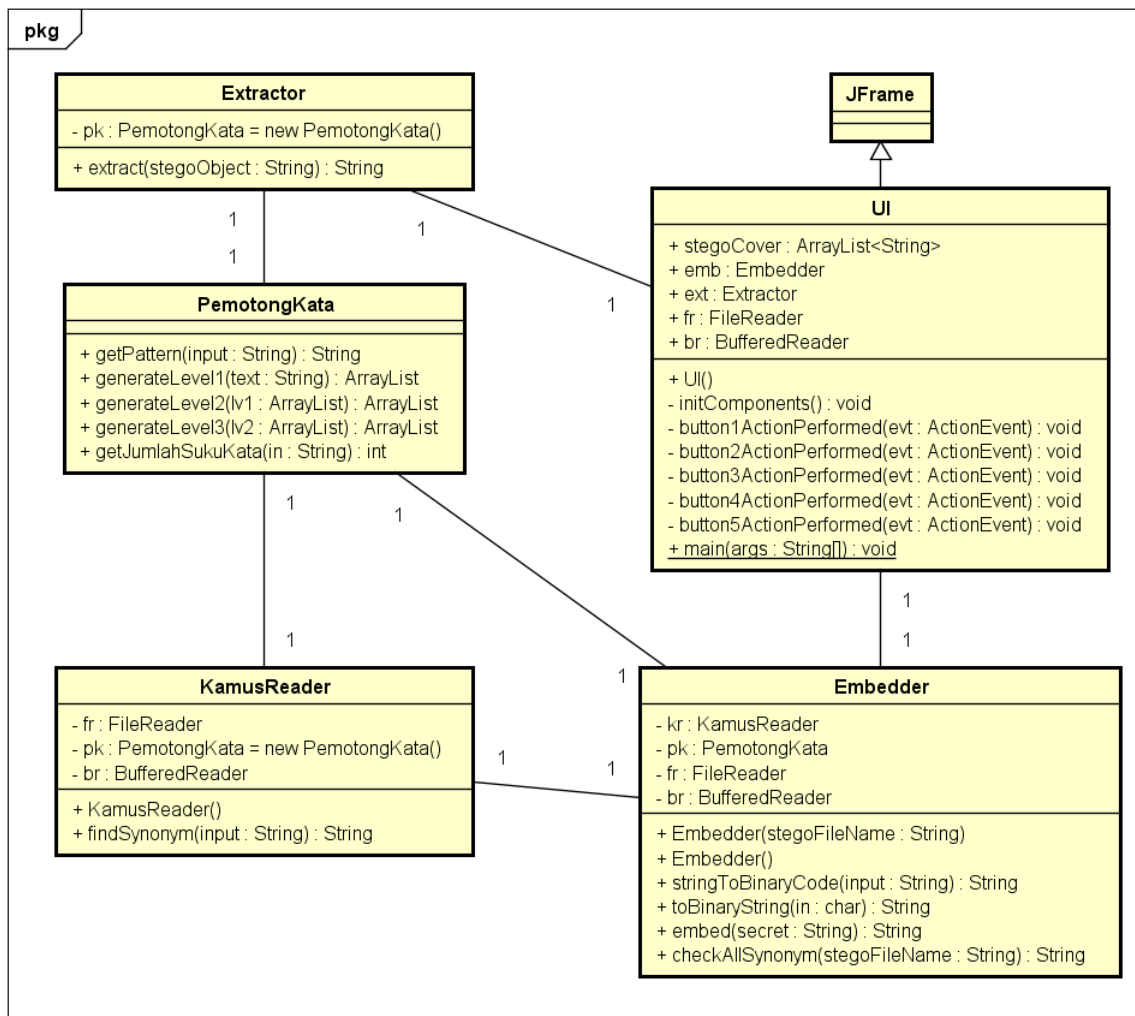 pkg
Extractor
- pk : PemotongKata = new PemotongKata()
+ extract(stegoObject : String) : String
JFrame
UI
+ stegoCover : ArrayList<String>
+ emb : Embedder
+ ext : Extractor
+ fr : FileReader
+ br : BufferedReader
+ UI()
- initComponents() : void
- button1ActionPerformed(evt : ActionEvent) : void
- button2ActionPerformed(evt : ActionEvent) : void
- button3ActionPerformed(evt : ActionEvent) : void
- button4ActionPerformed(evt : ActionEvent) : void
- button5ActionPerformed(evt : ActionEvent) : void
+ main(args : String[]) : void
1
1
1
1
PemotongKata
+ getPattern(input : String) : String
+ generateLevel1(text : String) : ArrayList
+ generateLevel2(lv1 : ArrayList) : ArrayList
+ generateLevel3(lv2 : ArrayList) : ArrayList
+ getJumlahSukuKata(in : String) : int
1
1
1
1
1
1
KamusReader
- fr : FileReader
- pk : PemotongKata = new PemotongKata()
- br : BufferedReader
+ KamusReader()
+ findSynonym(input : String) : String
1
1
Embedder
- kr : KamusReader
- pk : PemotongKata
- fr : FileReader
- br : BufferedReader
+ Embedder(stegoFileName : String)
+ Embedder()
+ stringToBinaryCode(input : String) : String
+ toBinaryString(in : char) : String
+ embed(secret : String) : String
+ checkAllSynonym(stegoFileName : String) : String